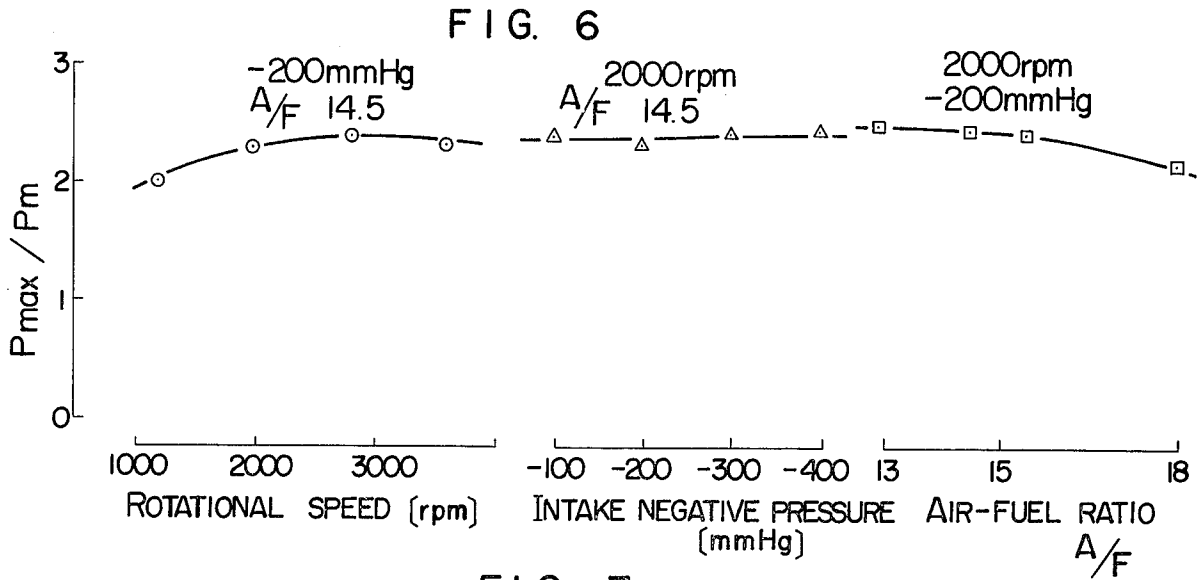 FIG. 6
3
2
1
0
Pmax / Pm
-200mmHg
A/F 14.5
2000rpm
A/F 14.5
2000rpm
-200mmHg
1000 2000 3000
ROTATIONAL SPEED [rpm]
-100 -200 -300 -400
INTAKE NEGATIVE PRESSURE
[mmHg]
13 15 18
AIR-FUEL RATIO
A/F